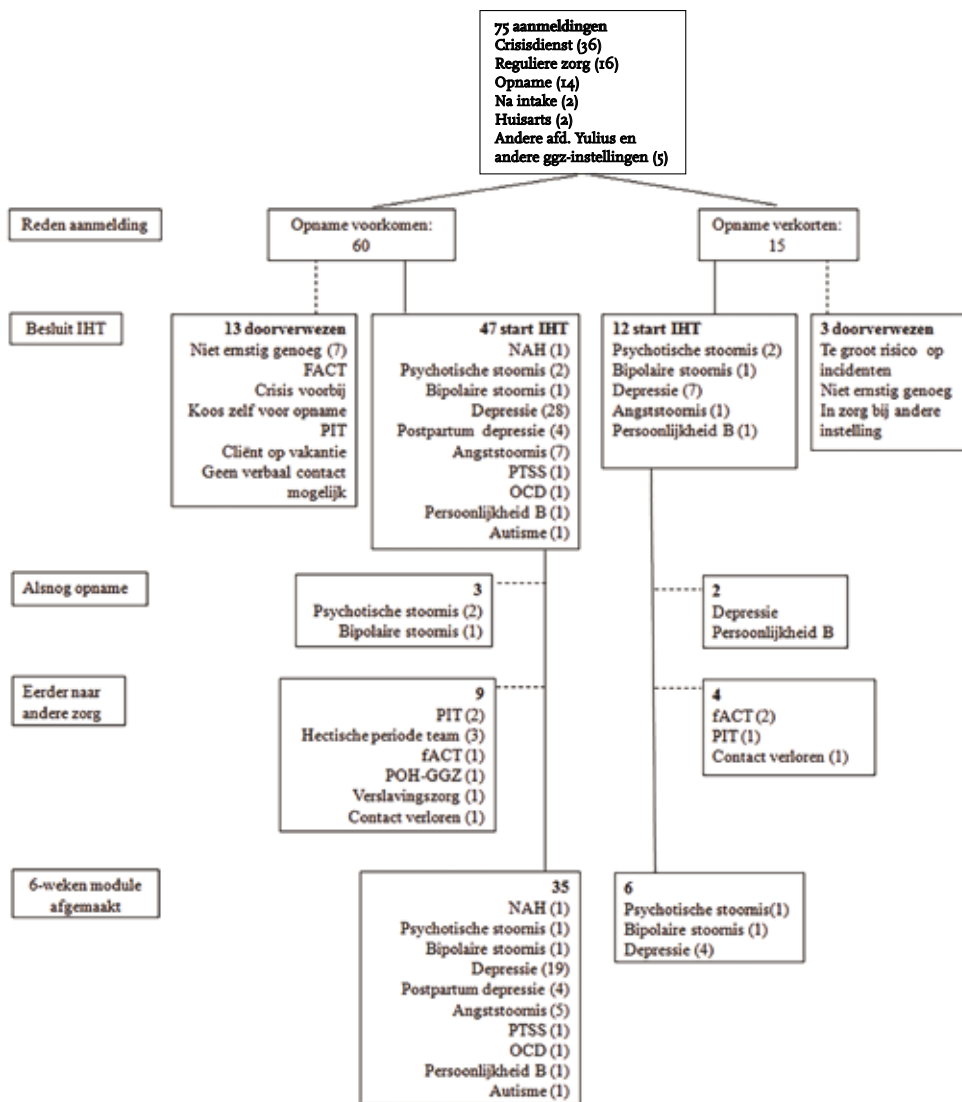 75 aanmeldingen
Crisisdienst (36)
Reguliere zorg (16)
Opname (14)
Na intake (2)
Huisarts (2)
Andere afd. Yulius en
andere ggz-instellingen (5)
Reden aanmelding
Opname voorkomen:
60
Opname verkorten:
15
Besluit IHT
13 doorverwezen
Niet ernstig genoeg (7)
FACT
Crisis voorbij
Koos zelf voor opname
PIT
Cliënt op vakantie
Geen verbaal contact
mogelijk
47 start IHT
NAH (1)
Psychotische stoornis (2)
Bipolaire stoornis (1)
Depressie (28)
Postpartum depressie (4)
Angststoornis (7)
PTSS (1)
OCD (1)
Persoonlijkheid B (1)
Autisme (1)
12 start IHT
Psychotische stoornis (2)
Bipolaire stoornis (1)
Depressie (7)
Angststoornis (1)
Persoonlijkheid B (1)
3 doorverwezen
Te groot risico op
incidenten
Niet ernstig genoeg
In zorg bij andere
instelling
Alsnog opname
3
Psychotische stoornis (2)
Bipolaire stoornis (1)
2
Depressie
Persoonlijkheid B
Eerder naar
andere zorg
9
PIT (2)
Hectische periode team (3)
fACT (1)
POH-GGZ (1)
Verslavingszorg (1)
Contact verloren (1)
4
fACT (2)
PIT (1)
Contact verloren (1)
6-weken module
afgemaakt
35
NAH (1)
Psychotische stoornis (1)
Bipolaire stoornis (1)
Depressie (19)
Postpartum depressie (4)
Angststoornis (5)
PTSS (1)
OCD (1)
Persoonlijkheid B (1)
Autisme (1)
6
Psychotische stoornis(1)
Bipolaire stoornis (1)
Depressie (4)